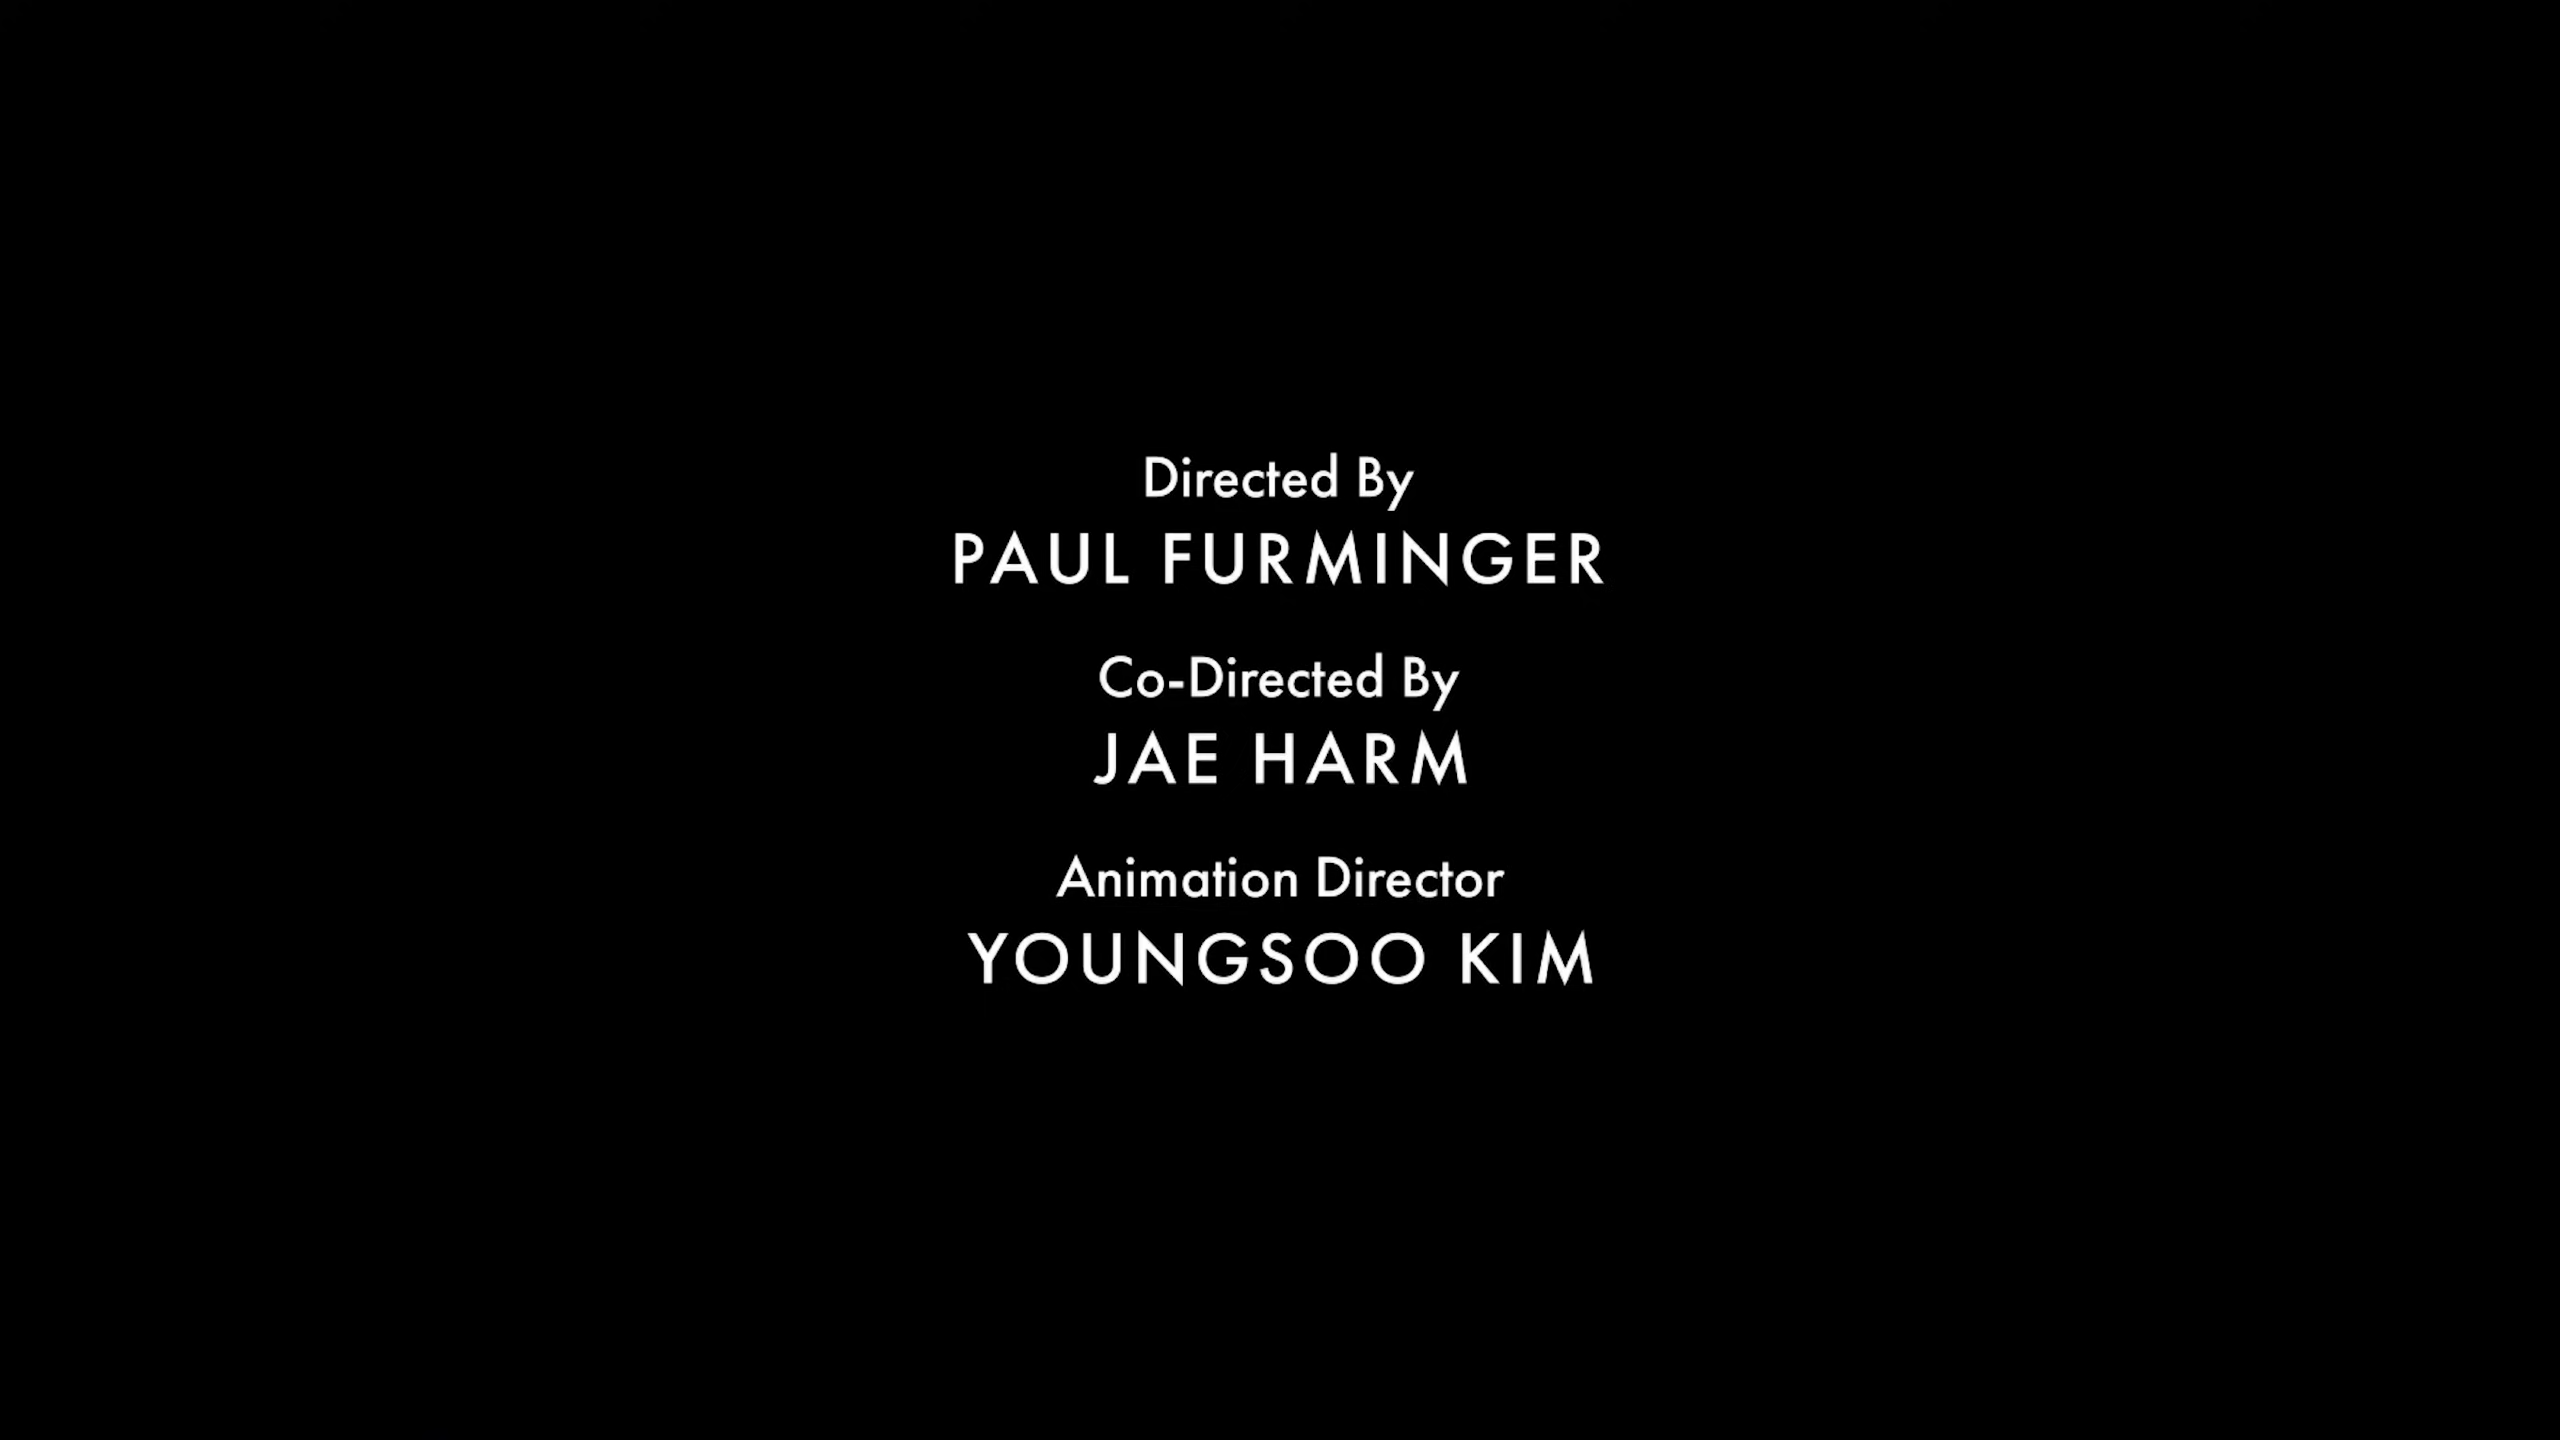 Directed By
PAUL FURMINGER
Co-Directed By
JAE HARM
Animation Director
YOUNGSOO KIM